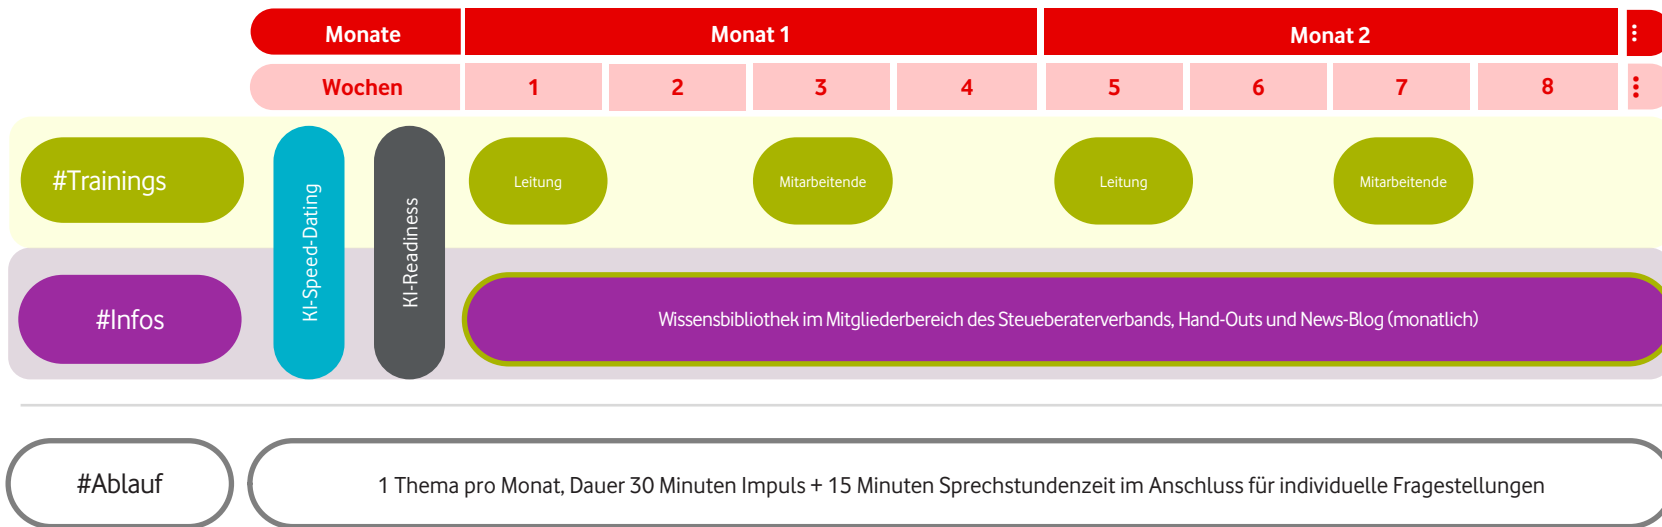 Monate
Monat 1
Monat 2
Wochen
1
2
3
4
5
6
7
8
#Trainings
KI-Speed-Dating
KI-Readiness
Leitung
Mitarbeitende
Leitung
Mitarbeitende
#Infos
Wissensbibliothek im Mitgliederbereich des Steueberaterverbands, Hand-Outs und News-Blog (monatlich)
#Ablauf
1 Thema pro Monat, Dauer 30 Minuten Impuls + 15 Minuten Sprechstundenzeit im Anschluss für individuelle Fragestellungen